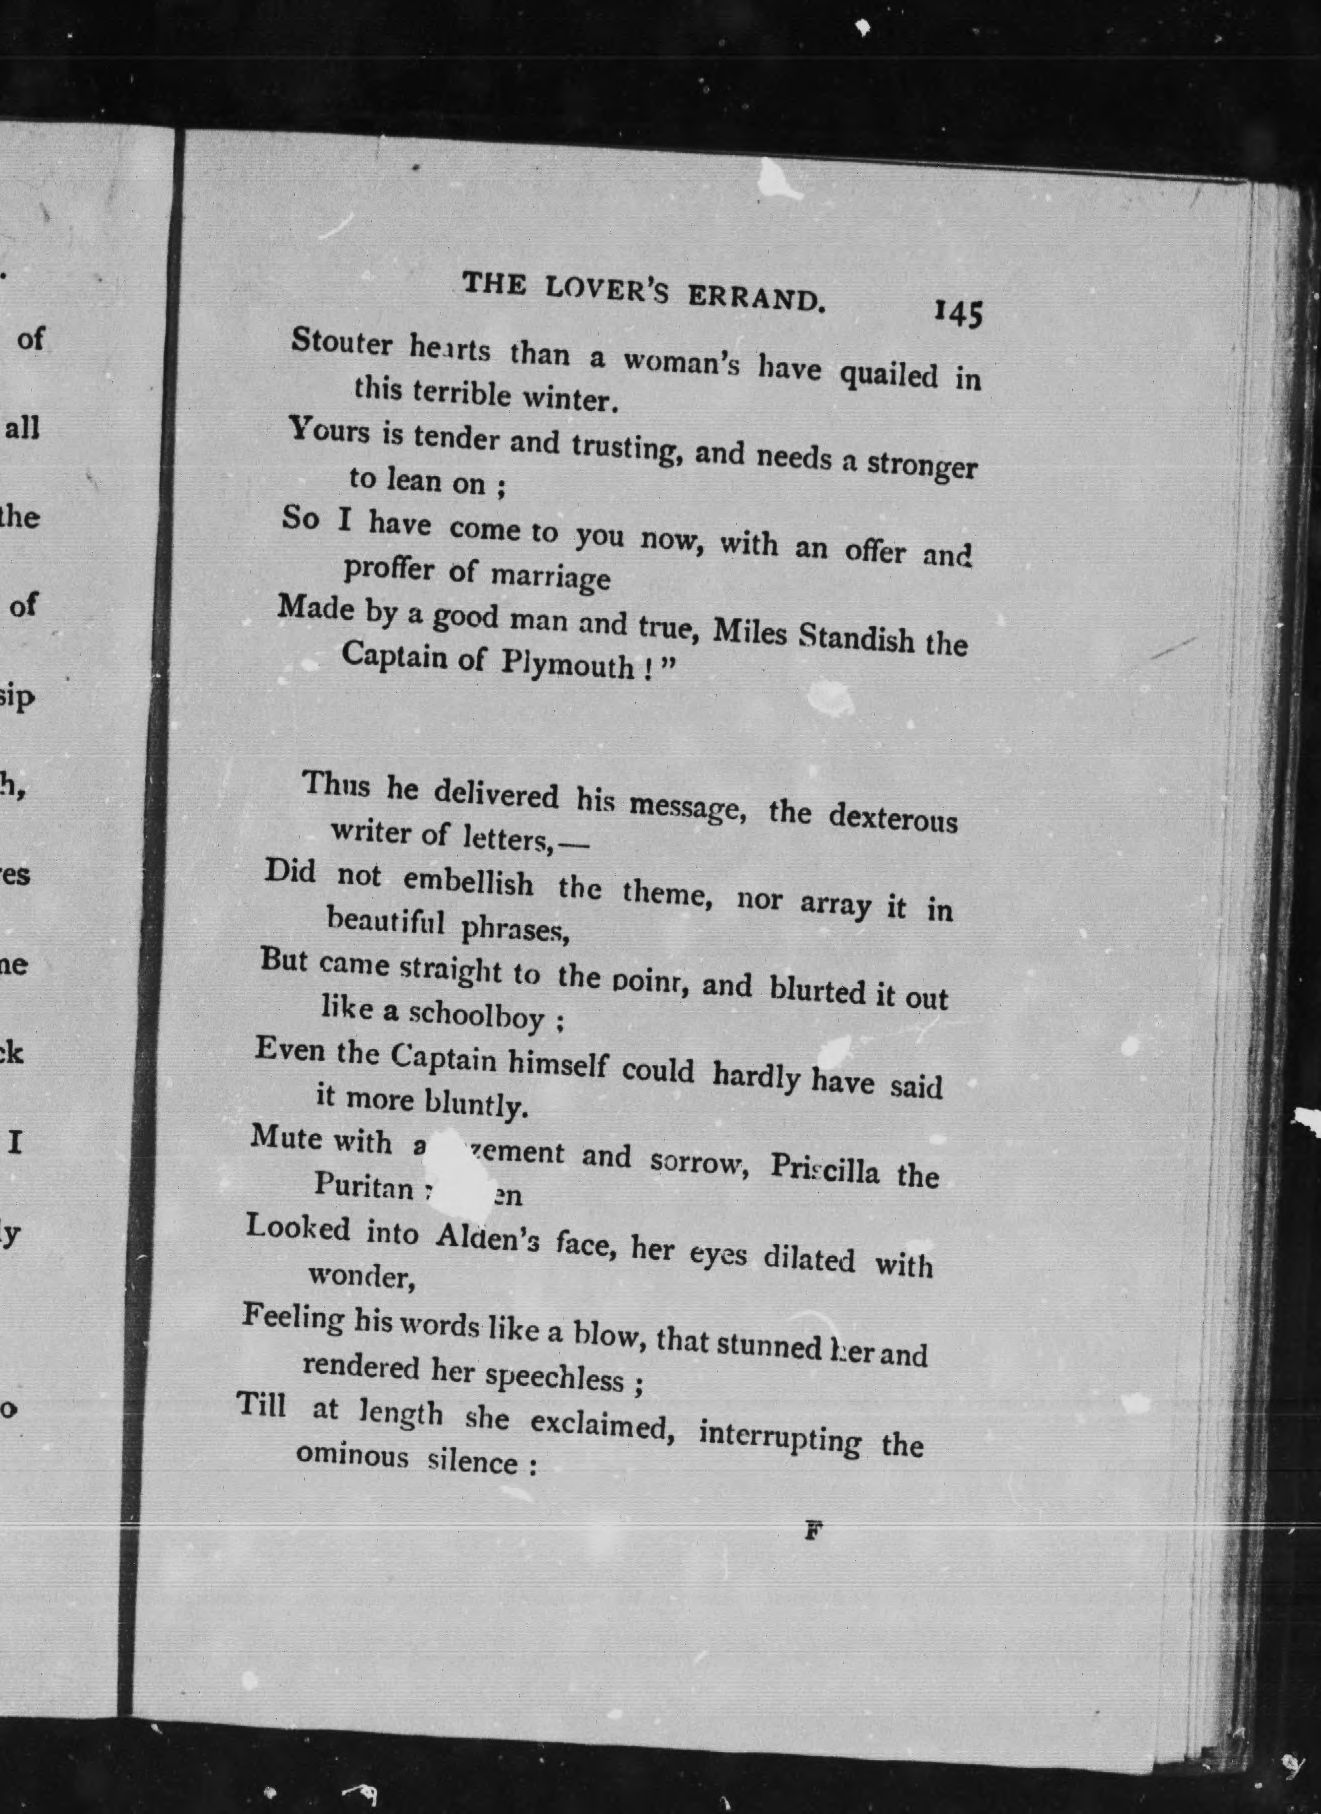 of
all
the
of
THE LOVER'S ERRAND. 145
Stouter hearts than a woman's have quailed in
this terrible winter.
Yours is tender and trusting, and needs a stronger
to lean on ;
So I have come to you now, with an offer and
proffer of marriage
Made by a good man and true, Miles Standish the
Captain of Plymouth ! "
Thus he delivered his message, the dexterous
writer of letters,—
Did not embellish the theme, nor array it in
beautiful phrases,
But came straight to the point, and blurted it out
like a schoolboy ;
Even the Captain himself could hardly have said
it more bluntly.
Mute with and sorrow, Priscilla the
Puritan
Looked into Alden's face, her eyes dilated with
wonder,
Feeling his words like a blow, that stunned her and
rendered her speechless ;
Till at length she exclaimed, interrupting the
ominous silence :
F